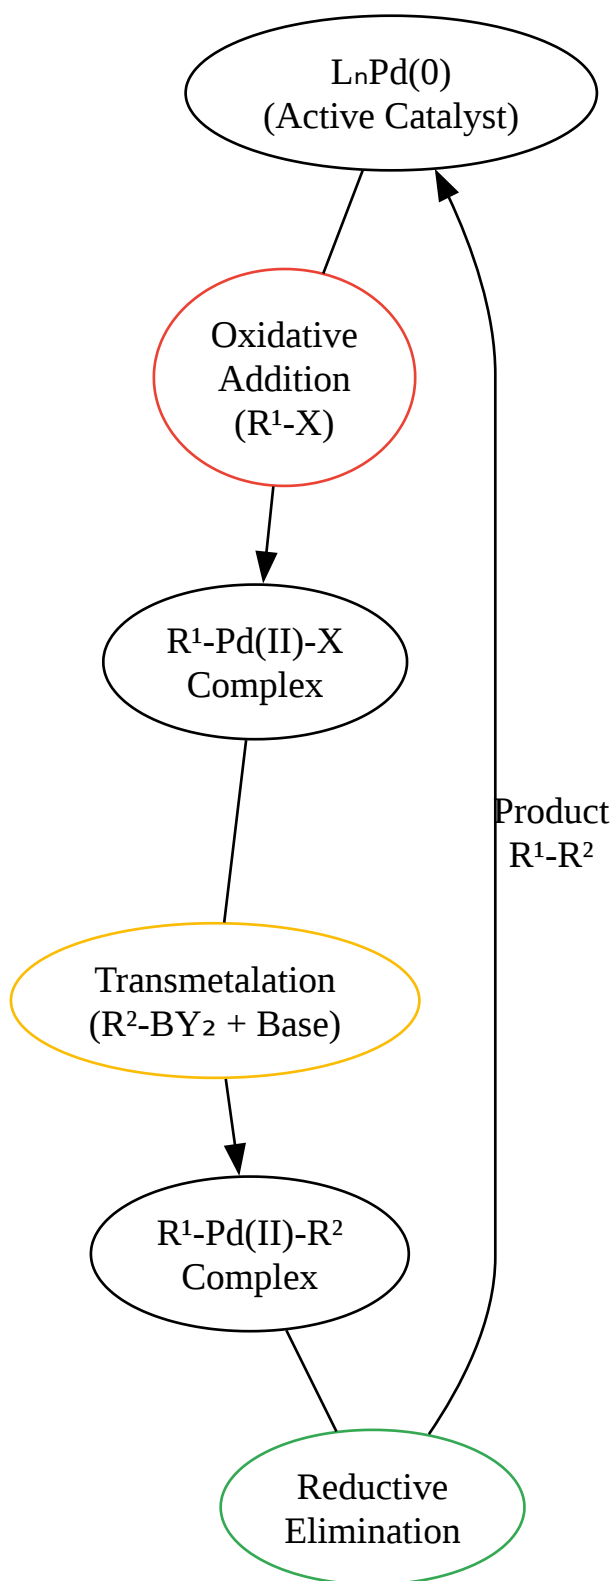 LₙPd(0)
(Active Catalyst)
Oxidative
Addition
(R¹-X)
R¹-Pd(II)-X
Complex
Product
R¹-R²
Transmetalation
(R²-BY₂ + Base)
R¹-Pd(II)-R²
Complex
Reductive
Elimination